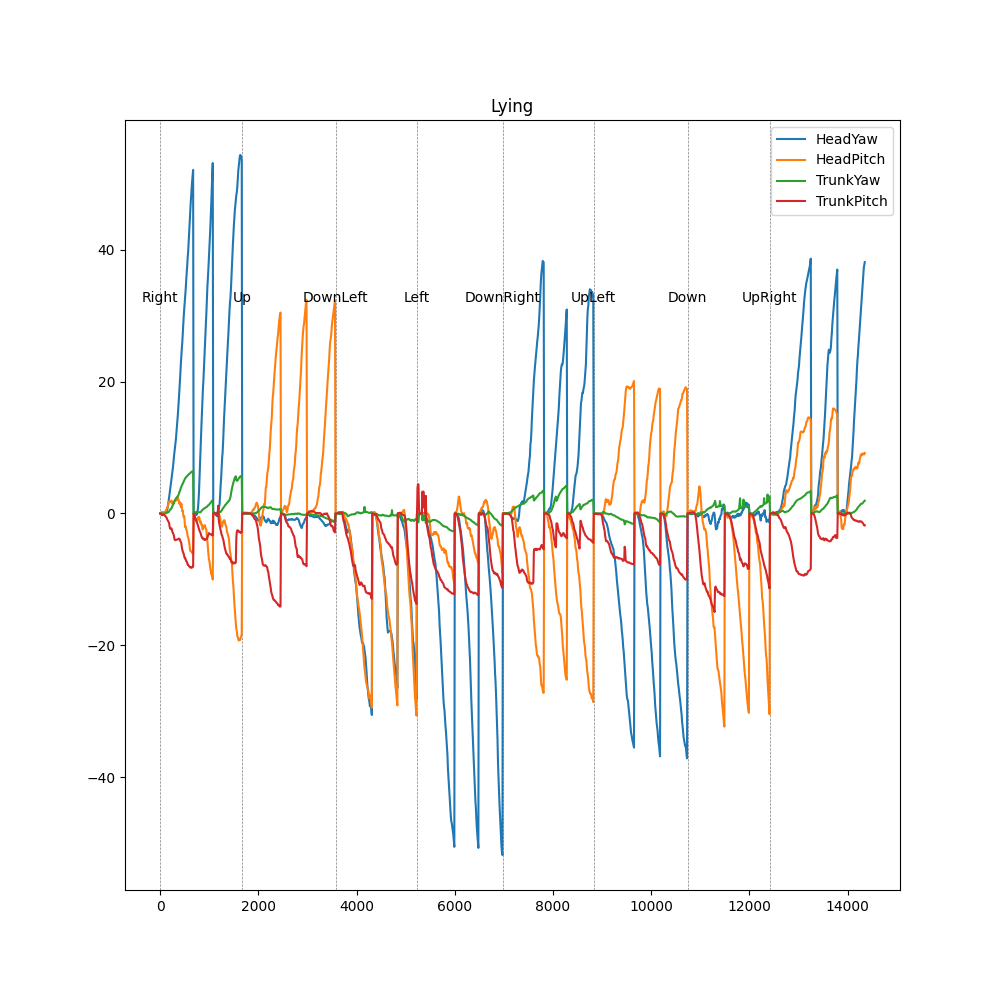 Lying
HeadYaw
HeadPitch
TrunkYaw
TrunkPitch
40
20
0
−20
−40
Right
Up
DownLeft
Left
DownRight
UpLeft
Down
UpRight
0
2000
4000
6000
8000
10000
12000
14000